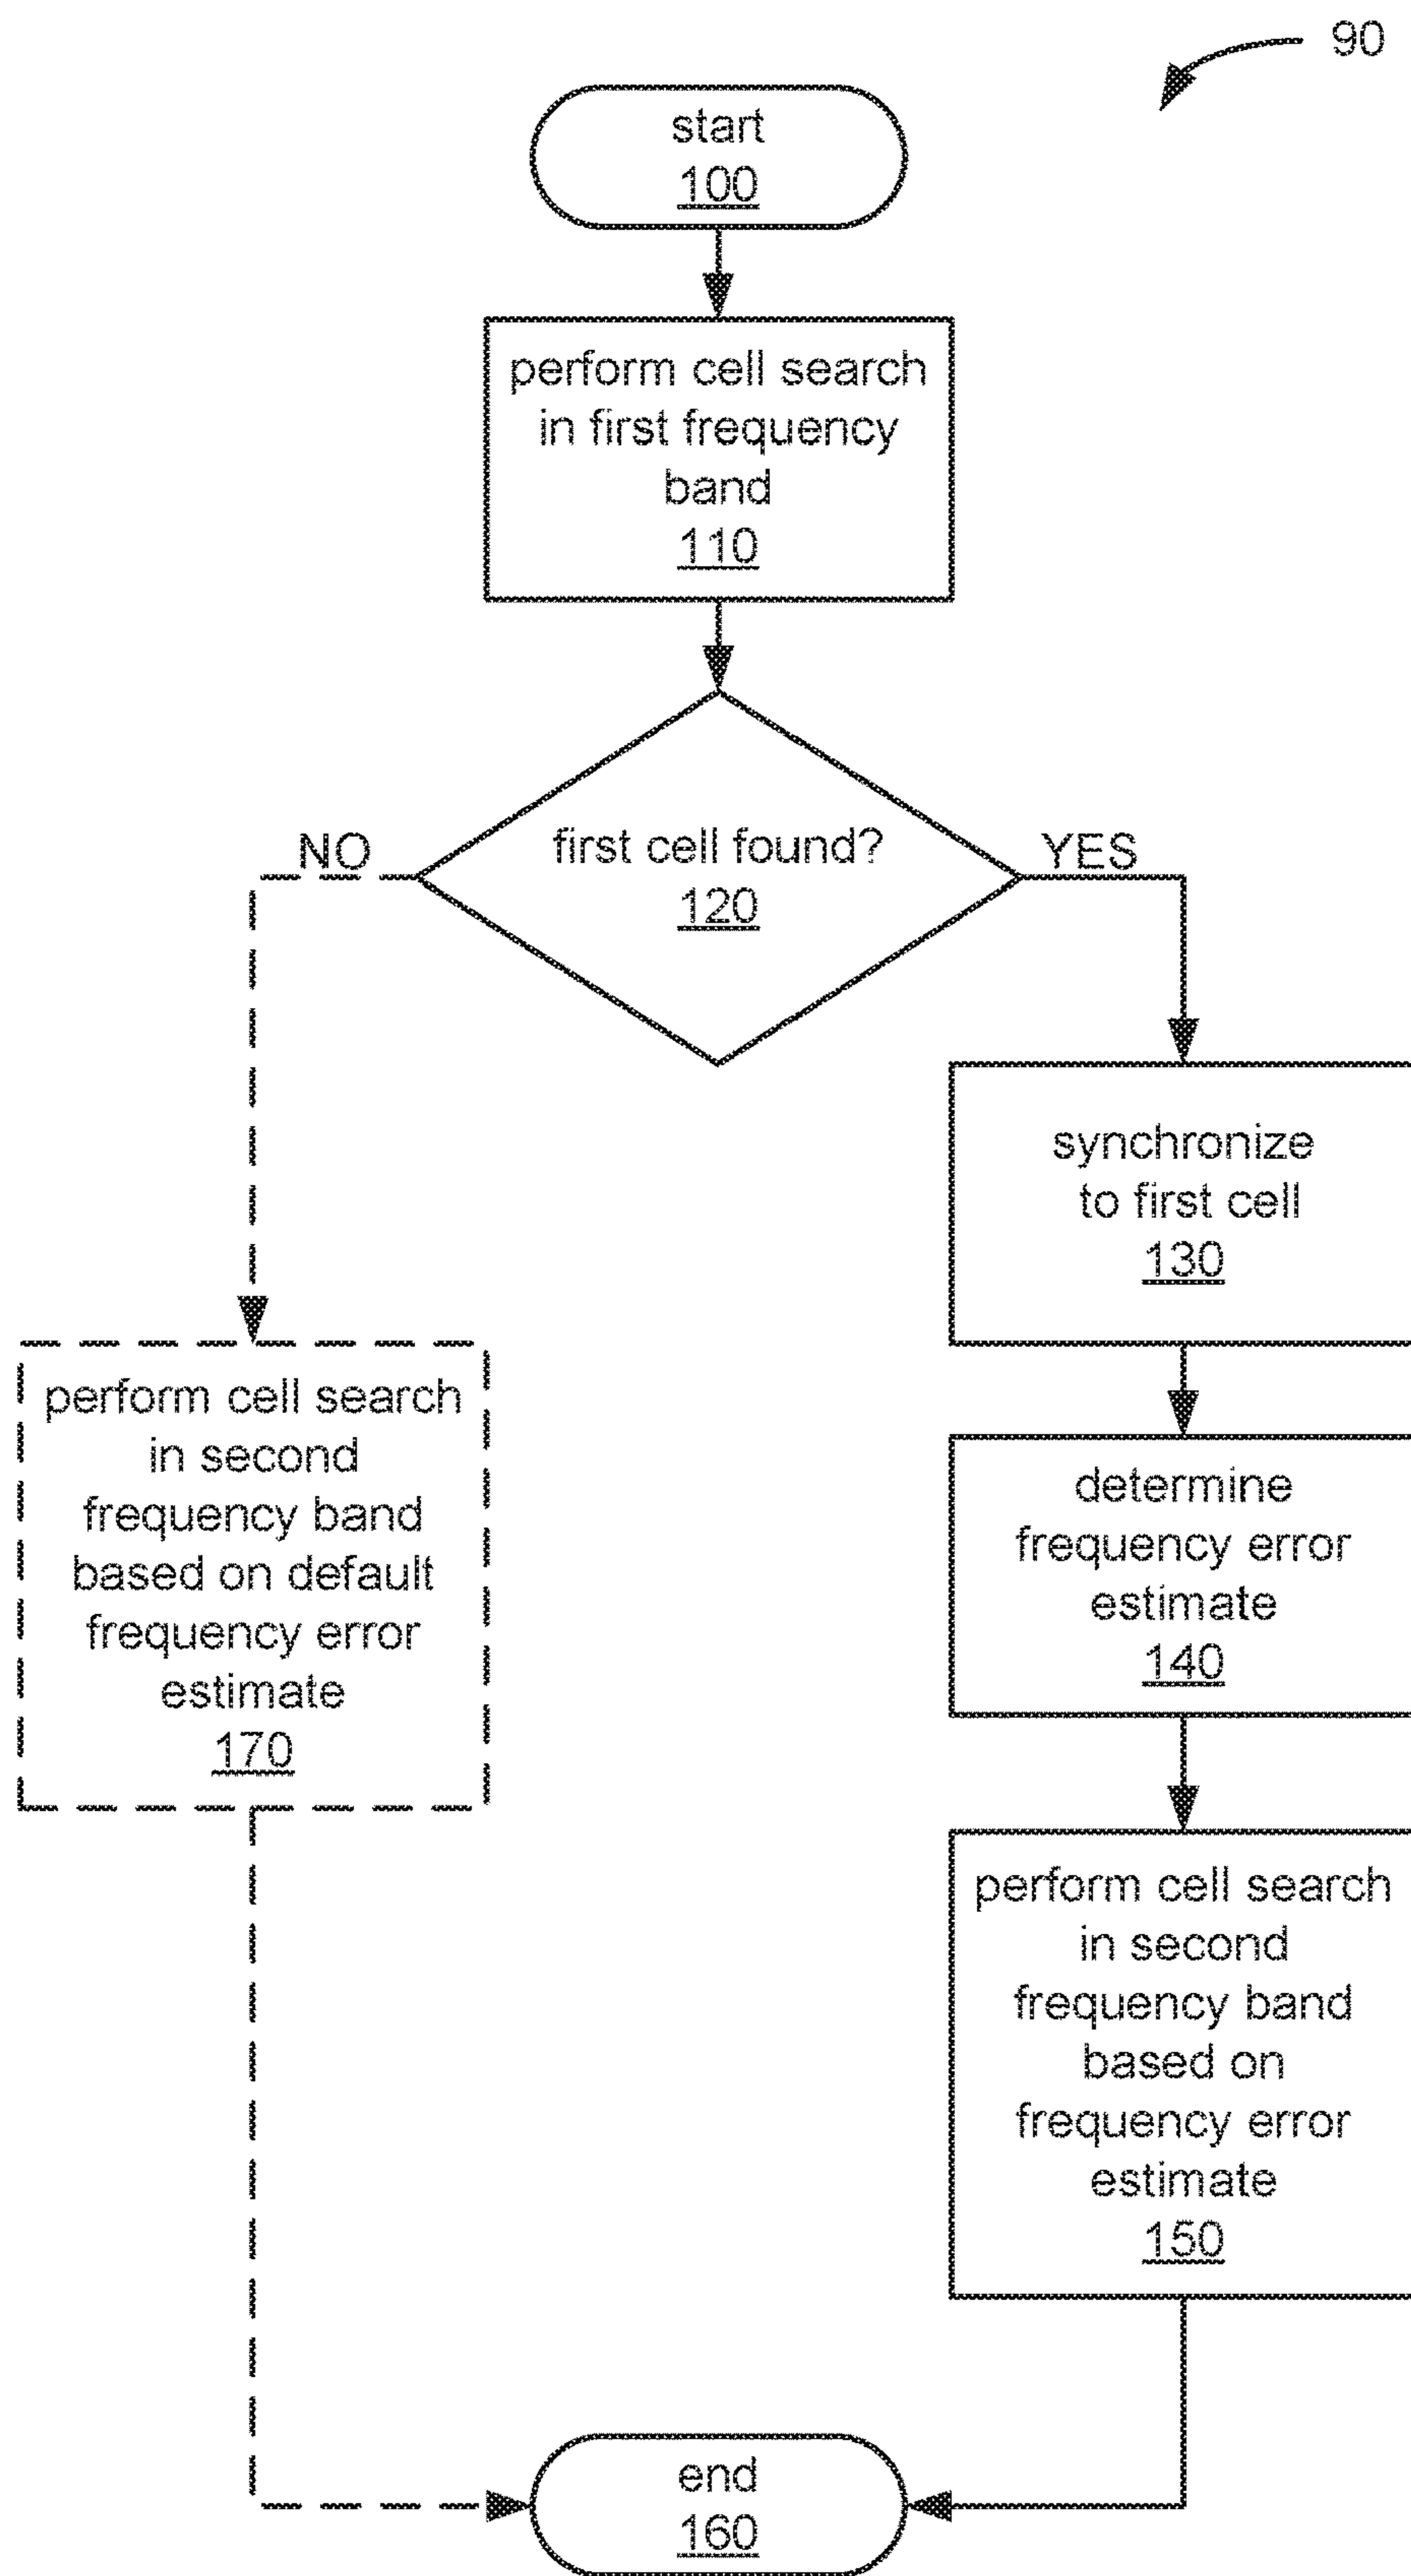 90
start
100
perform cell search
in first frequency
band
110
first cell found?
120
NO
YES
synchronize
to first cell
130
determine
frequency error
estimate
140
perform cell search
in second
frequency band
based on default
frequency error
estimate
170
perform cell search
in second
frequency band
based on
frequency error
estimate
150
end
160